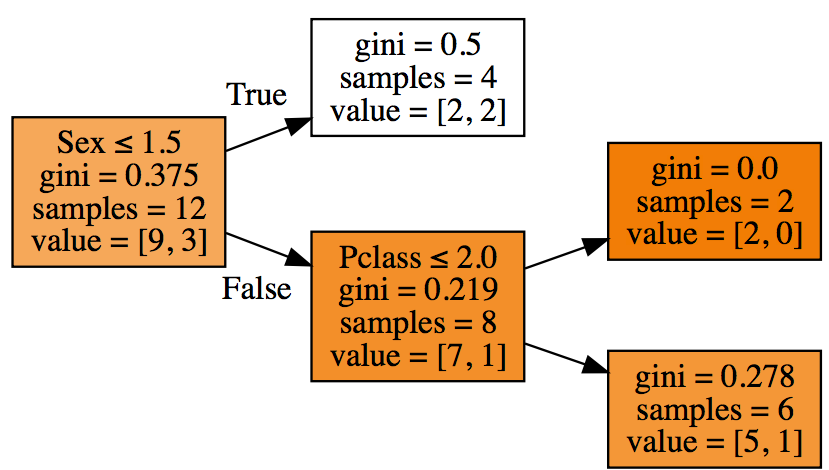 Sex ≤ 1.5
gini = 0.375
samples = 12
value = [9, 3]
True
False
gini = 0.5
samples = 4
value = [2, 2]
Pclass ≤ 2.0
gini = 0.219
samples = 8
value = [7, 1]
gini = 0.0
samples = 2
value = [2, 0]
gini = 0.278
samples = 6
value = [5, 1]